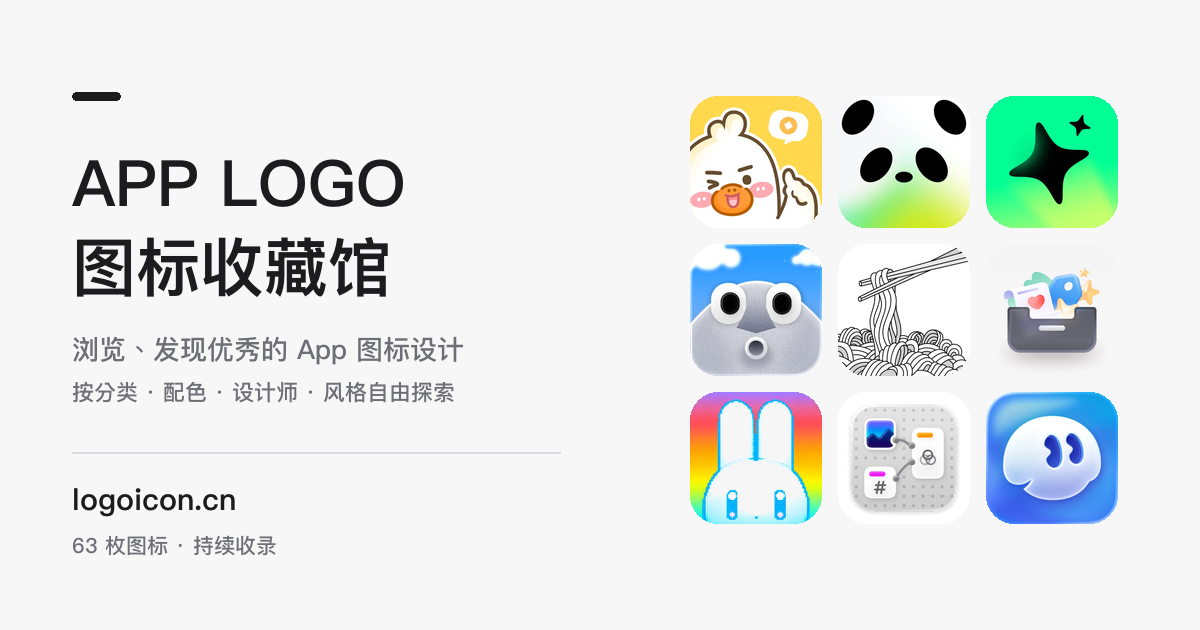 APP LOGO
图标收藏馆
浏览、发现优秀的 App 图标设计
按分类 · 配色 · 设计师 · 风格自由探索
logoicon.cn
63 枚图标 · 持续收录
#